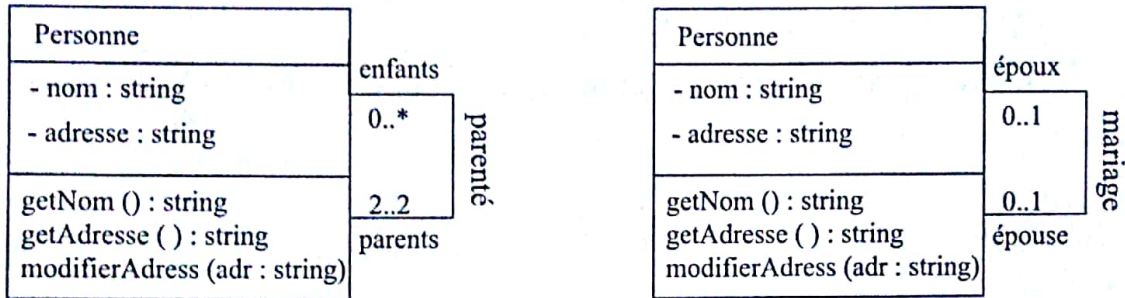 Personne
- nom : string
- adresse : string
getNom () : string
getAdresse ( ) : string
modifierAdress (adr : string)
enfants
0..*
parenté
2..2
parents
Personne
- nom : string
- adresse : string
getNom () : string
getAdresse ( ) : string
modifierAdress (adr : string)
époux
0..1
mariage
0..1
épouse